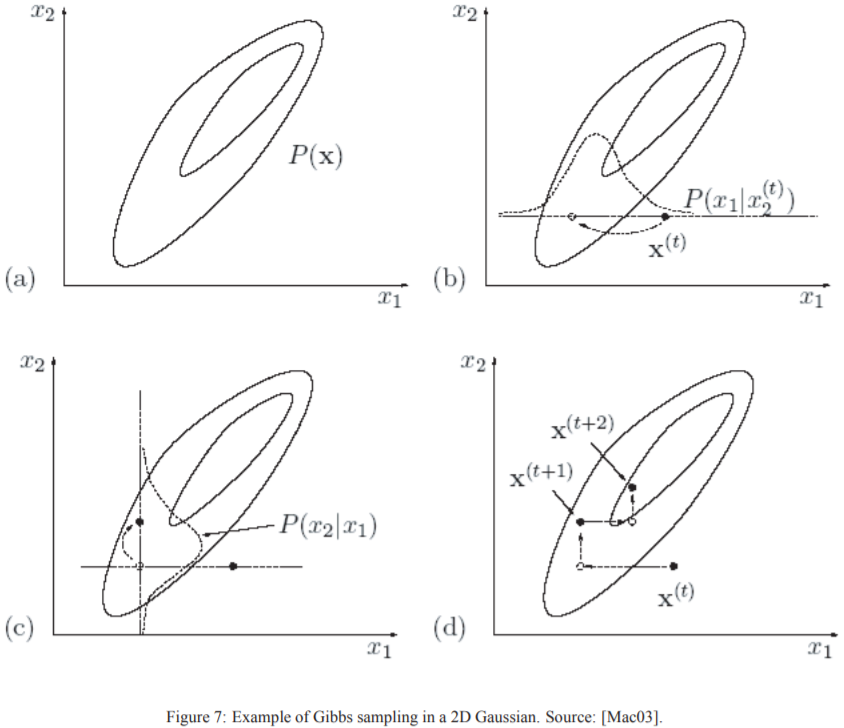 x₂
P(x)
(a)
x₁
x₂
P(x₁|x₂⁽ᵗ⁾)
x⁽ᵗ⁾
(b)
x₁
x₂
P(x₂|x₁)
(c)
x₁
x₂
x⁽ᵗ⁺²⁾
x⁽ᵗ⁺¹⁾
x⁽ᵗ⁾
(d)
x₁
Figure 7: Example of Gibbs sampling in a 2D Gaussian. Source: [Mac03].